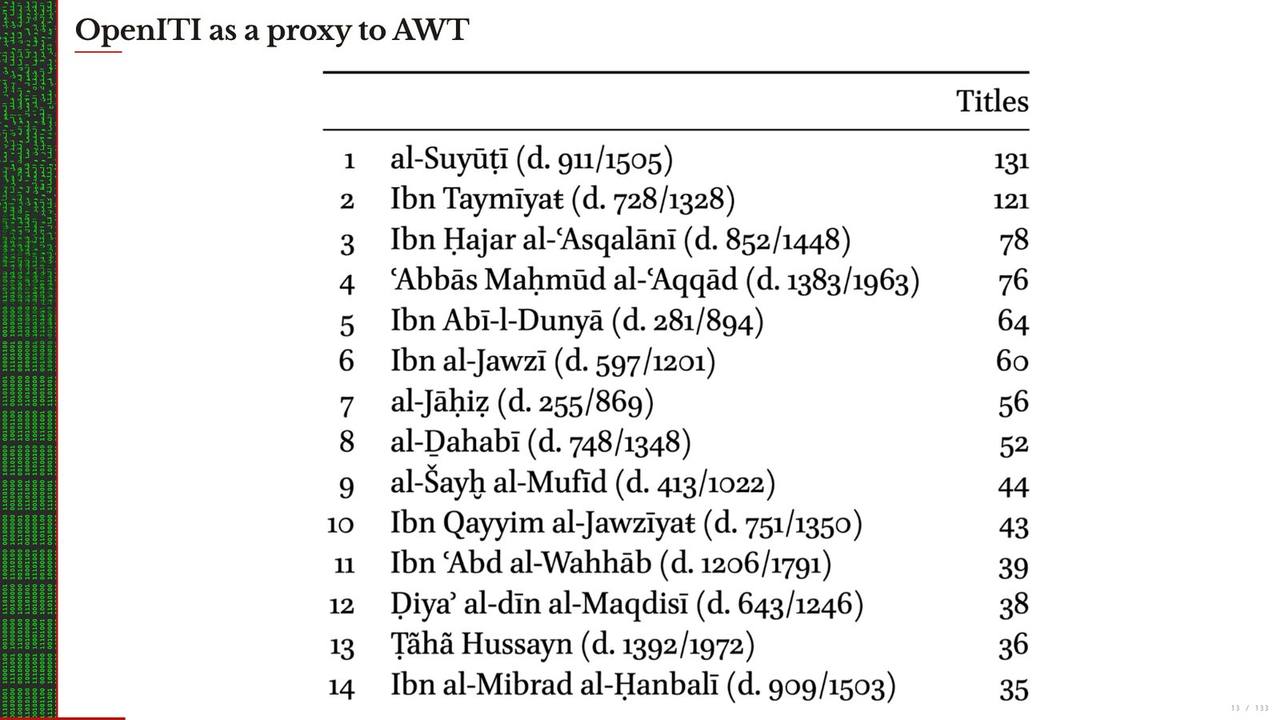 OpenITI as a proxy to AWT
Titles
1 al-Suyūṭī (d. 911/1505) 131
2 Ibn Taymīyaŧ (d. 728/1328) 121
3 Ibn Ḥajar al-ʿAsqalānī (d. 852/1448) 78
4 ʿAbbās Maḥmūd al-ʿAqqād (d. 1383/1963) 76
5 Ibn Abī-l-Dunyā (d. 281/894) 64
6 Ibn al-Jawzī (d. 597/1201) 60
7 al-Jāḥiẓ (d. 255/869) 56
8 al-Ḏahabī (d. 748/1348) 52
9 al-Šayḫ al-Mufīd (d. 413/1022) 44
10 Ibn Qayyim al-Jawzīyaŧ (d. 751/1350) 43
11 Ibn ʿAbd al-Wahhāb (d. 1206/1791) 39
12 Ḍiyaʾ al-dīn al-Maqdisī (d. 643/1246) 38
13 Ṭãhã Hussayn (d. 1392/1972) 36
14 Ibn al-Mibrad al-Ḥanbalī (d. 909/1503) 35
13 / 133